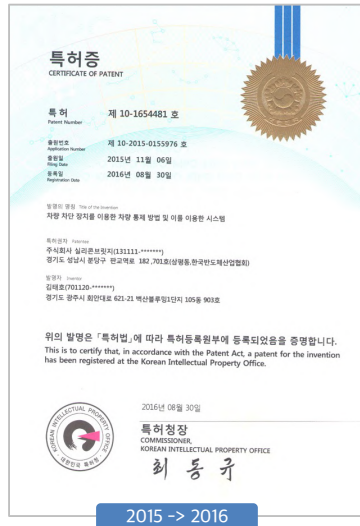 특허증
CERTIFICATE OF PATENT
특 허 제 10-1654481 호
Patent Number
출원번호 제 10-2015-0155976 호
Application Number
출원일 2015년 11월 06일
Filing Date
등록일 2016년 08월 30일
Registration Date
발명의 명칭 Title of the Invention
차량 차단 장치를 이용한 차량 통제 방법 및 이를 이용한 시스템
특허권자 Patentee
주식회사 실리콘브릿지(131111-*******)
경기도 성남시 분당구 판교역로 182,701호(삼평동,한국반도체산업협회)
발명자 Inventor
김태호(701120-*******)
경기도 광주시 회안대로 621-21 벽산블루밍1단지 105동 903호
위의 발명은 「특허법」에 따라 특허등록원부에 등록되었음을 증명합니다.
This is to certify that, in accordance with the Patent Act, a patent for the invention
has been registered at the Korean Intellectual Property Office.
2016년 08월 30일
특허청장
COMMISSIONER,
KOREAN INTELLECTUAL PROPERTY OFFICE
최 동 규
KOREAN INTELLECTUAL PROPERTY OFFICE
대한민국 특허청
2015 -> 2016